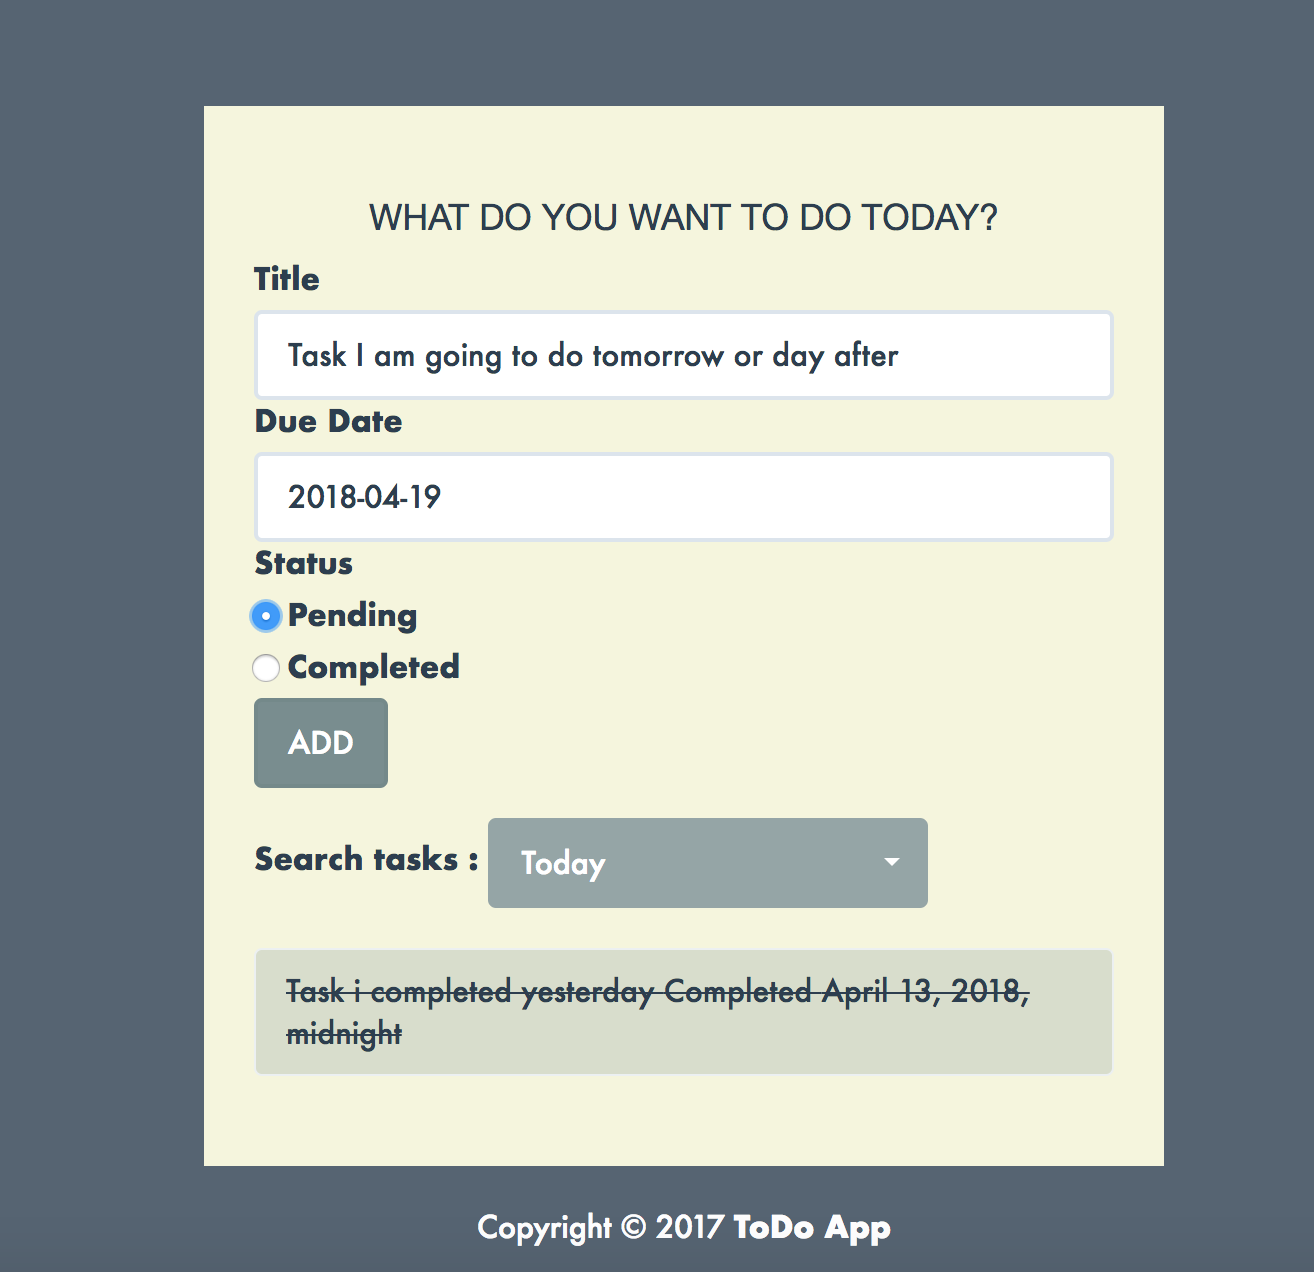 WHAT DO YOU WANT TO DO TODAY?
Title
Task I am going to do tomorrow or day after
Due Date
2018-04-19
Status
Pending
Completed
ADD
Search tasks : Today
Task i completed yesterday Completed April 13, 2018,
midnight
Copyright © 2017 ToDo App